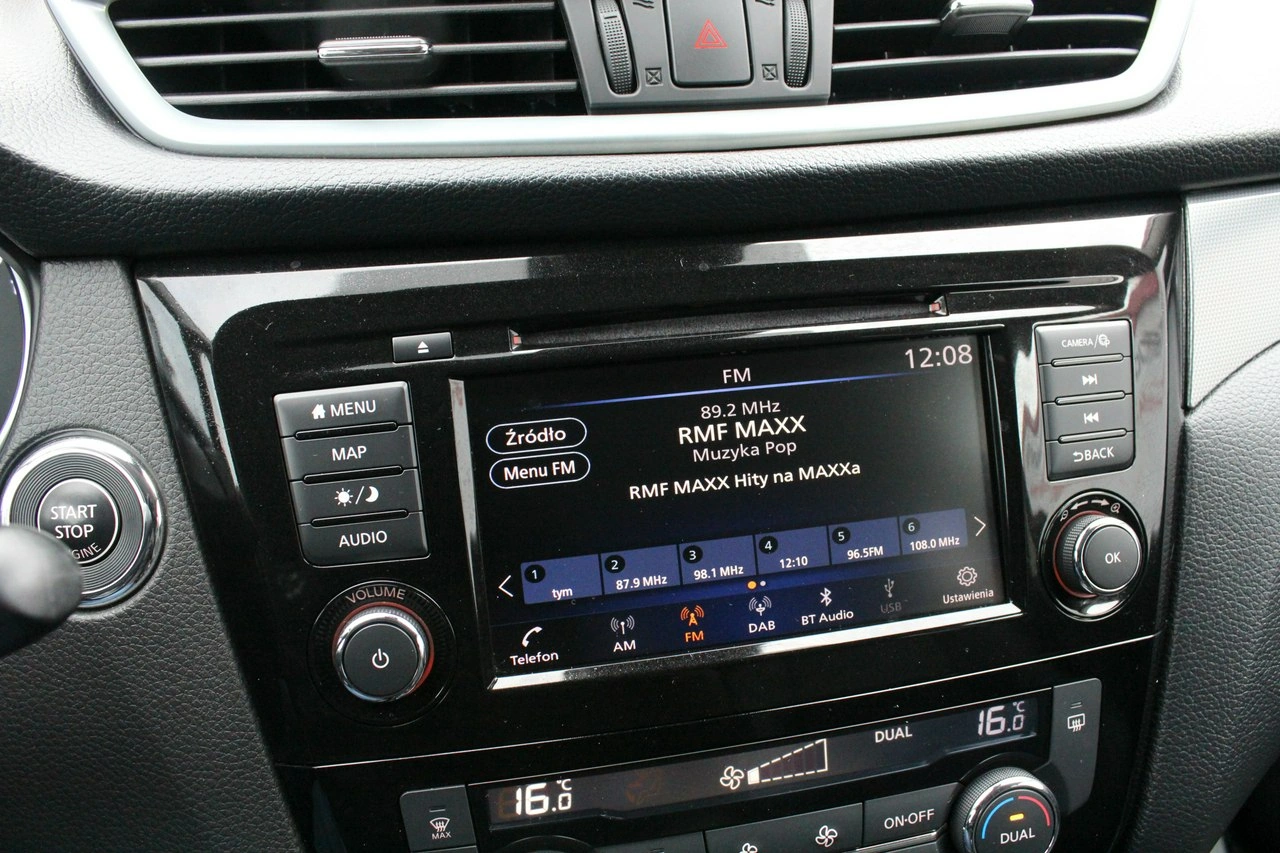 START
STOP
MENU
MAP
AUDIO
VOLUME
FM
12:08
Źródło
Menu FM
89.2 MHz
RMF MAXX
Muzyka Pop
RMF MAXX Hity na MAXXa
1
tym
2
87.9 MHz
3
98.1 MHz
4
12:10
5
96.5FM
6
108.0 MHz
Telefon
AM
FM
DAB
BT Audio
USB
Ustawienia
CAMERA/
BACK
OK
16.0 °C
DUAL
16.0 °C
MAX
ON·OFF
DUAL